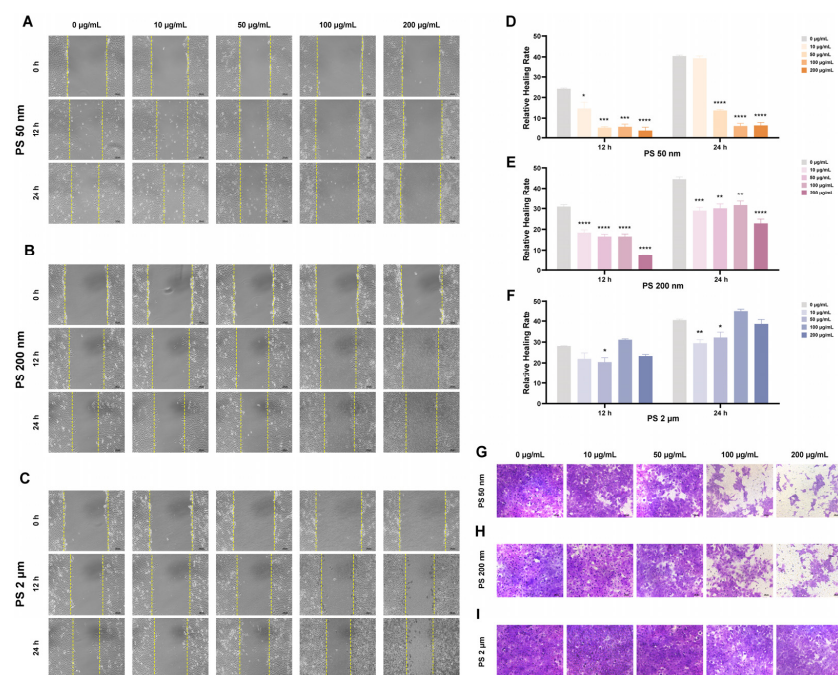 A
0 µg/mL 10 µg/mL 50 µg/mL 100 µg/mL 200 µg/mL
0 h
12 h
24 h
PS 50 nm
B
0 h
12 h
24 h
PS 200 nm
C
0 h
12 h
24 h
PS 2 µm
D
Relative Healing Rate
50
40
30
20
10
0
* *** *** **** **** **** ****
12 h 24 h
PS 50 nm
0 µg/mL
10 µg/mL
50 µg/mL
100 µg/mL
200 µg/mL
E
Relative Healing Rate
50
40
30
20
10
0
**** **** **** **** *** ** ** ****
12 h 24 h
PS 200 nm
0 µg/mL
10 µg/mL
50 µg/mL
100 µg/mL
200 µg/mL
F
Relative Healing Rate
50
40
30
20
10
0
* ** *
12 h 24 h
PS 2 µm
0 µg/mL
10 µg/mL
50 µg/mL
100 µg/mL
200 µg/mL
0 µg/mL 10 µg/mL 50 µg/mL 100 µg/mL 200 µg/mL
G
PS 50 nm
H
PS 200 nm
I
PS 2 µm